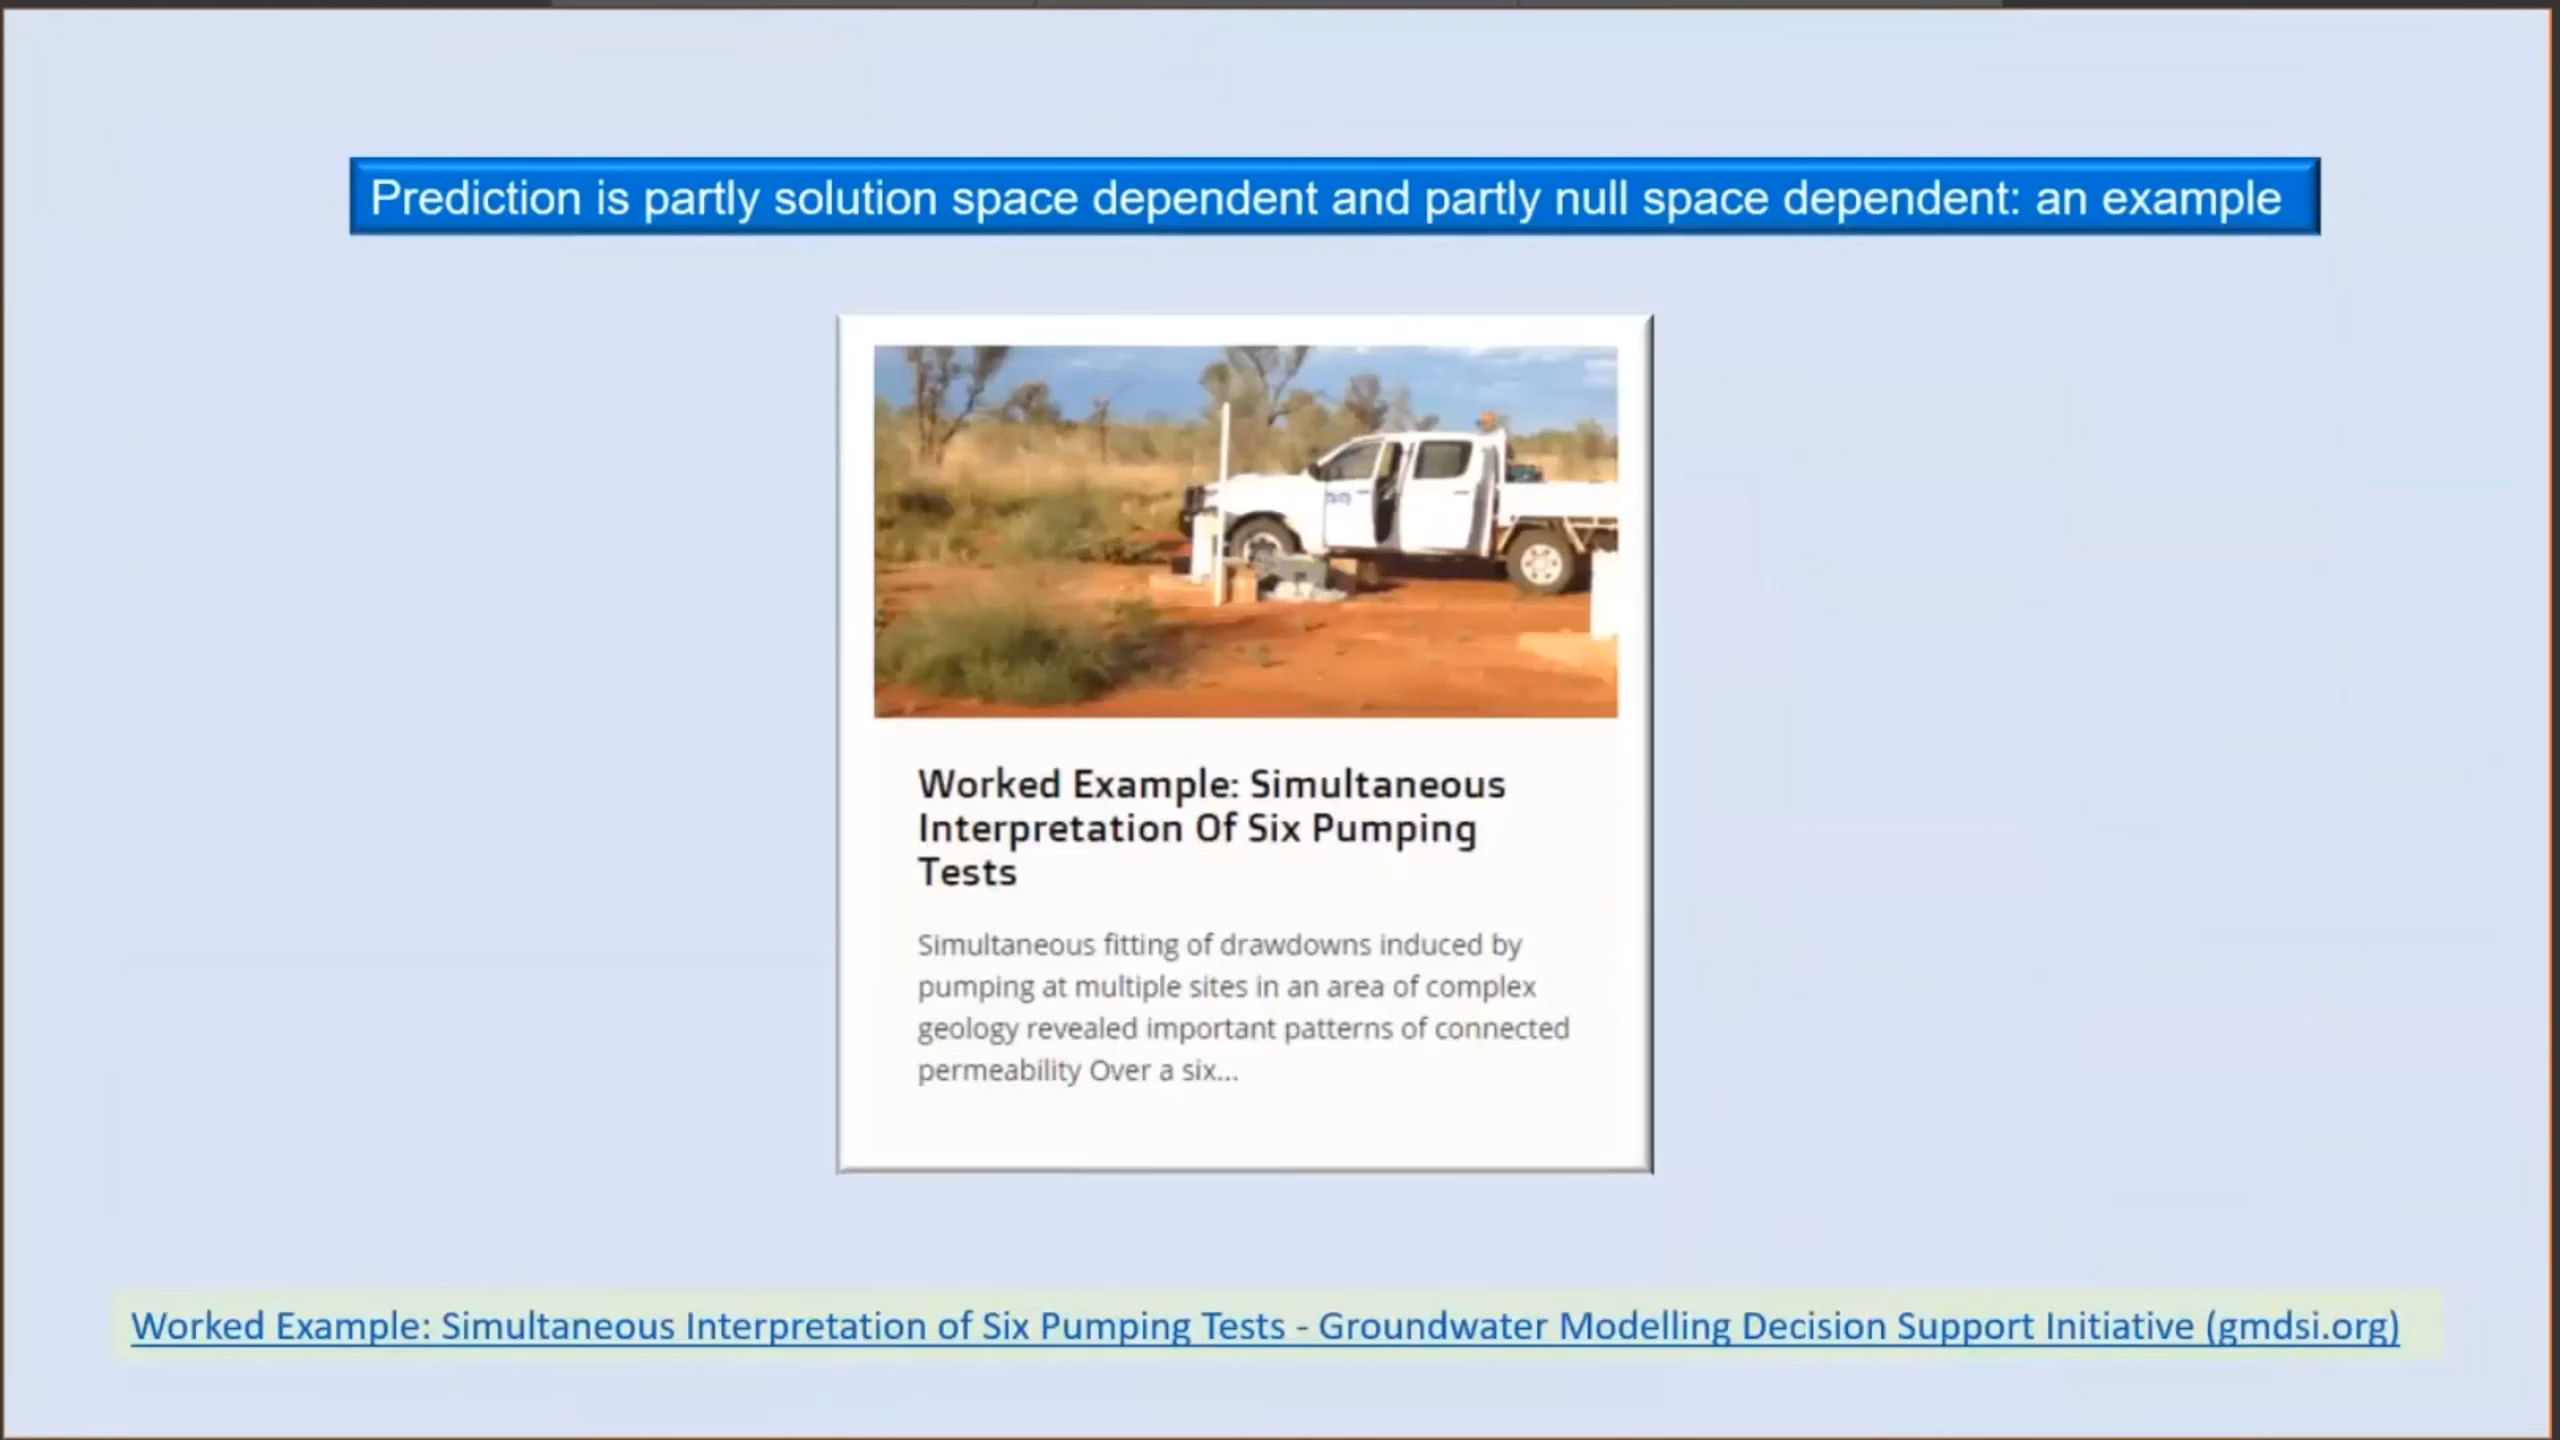 Prediction is partly solution space dependent and partly null space dependent: an example
Worked Example: Simultaneous
Interpretation Of Six Pumping
Tests
Simultaneous fitting of drawdowns induced by
pumping at multiple sites in an area of complex
geology revealed important patterns of connected
permeability Over a six...
Worked Example: Simultaneous Interpretation of Six Pumping Tests - Groundwater Modelling Decision Support Initiative (gmdsi.org)